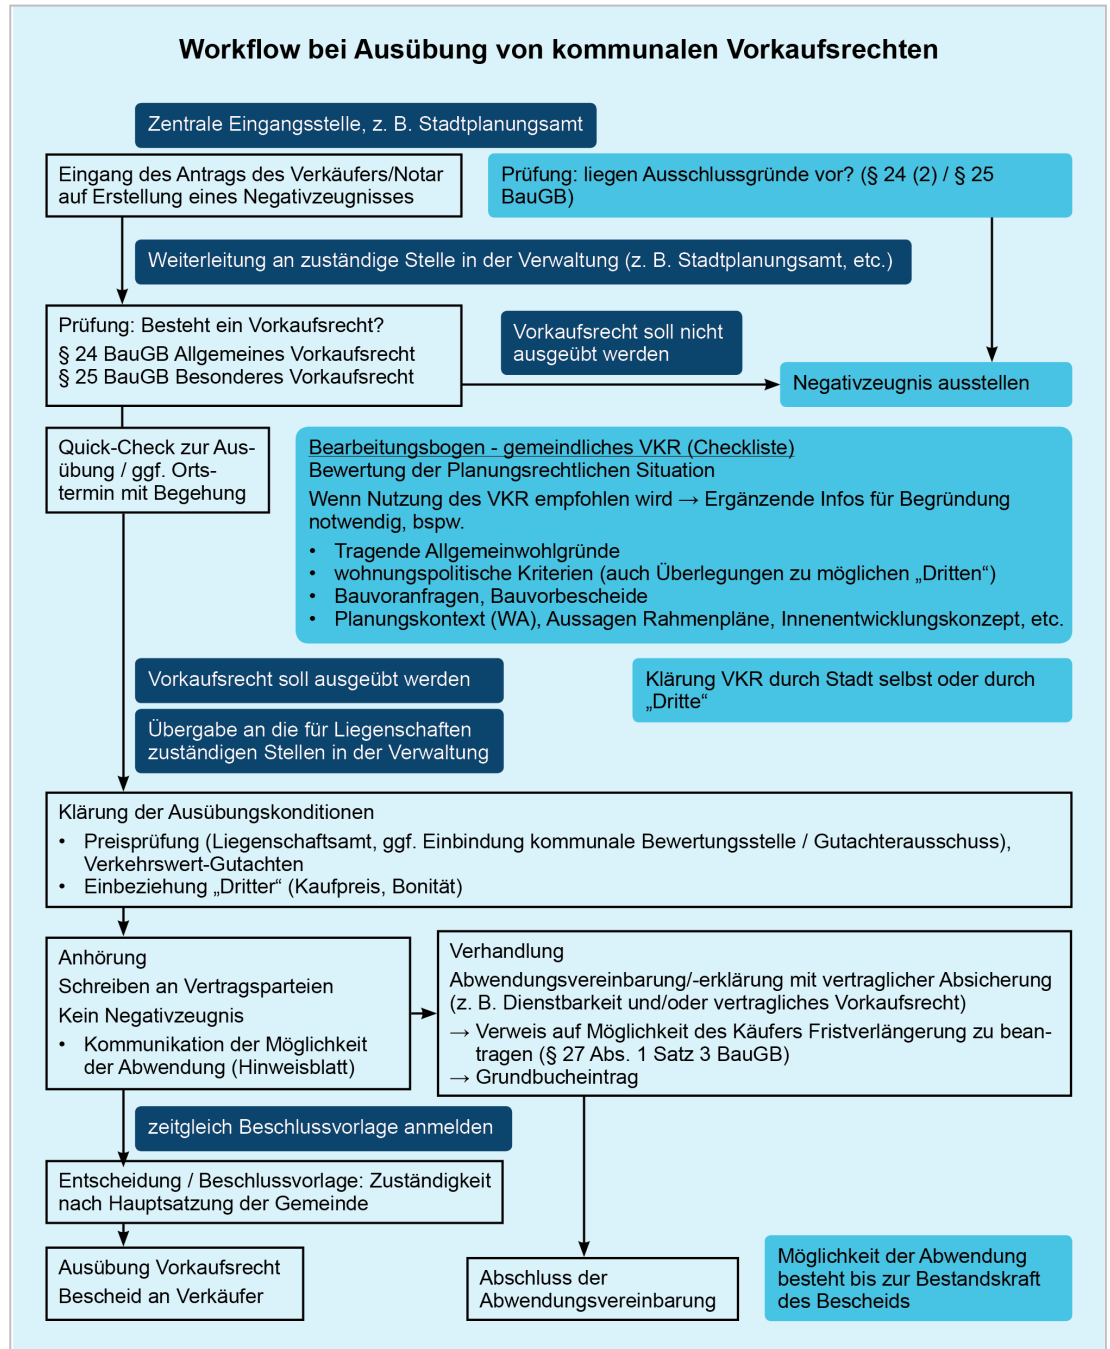 Workflow bei Ausübung von kommunalen Vorkaufsrechten
Zentrale Eingangsstelle, z. B. Stadtplanungsamt
Eingang des Antrags des Verkäufers/Notar
auf Erstellung eines Negativzeugnisses
Prüfung: liegen Ausschlussgründe vor? (§ 24 (2) / § 25
BauGB)
Weiterleitung an zuständige Stelle in der Verwaltung (z. B. Stadtplanungsamt, etc.)
Prüfung: Besteht ein Vorkaufsrecht?
§ 24 BauGB Allgemeines Vorkaufsrecht
§ 25 BauGB Besonderes Vorkaufsrecht
Vorkaufsrecht soll nicht
ausgeübt werden
Negativzeugnis ausstellen
Quick-Check zur Aus-
übung / ggf. Orts-
termin mit Begehung
Bearbeitungsbogen - gemeindliches VKR (Checkliste)
Bewertung der Planungsrechtlichen Situation
Wenn Nutzung des VKR empfohlen wird → Ergänzende Infos für Begründung
notwendig, bspw.
• Tragende Allgemeinwohlgründe
• wohnungspolitische Kriterien (auch Überlegungen zu möglichen „Dritten“)
• Bauvoranfragen, Bauvorbescheide
• Planungskontext (WA), Aussagen Rahmenpläne, Innenentwicklungskonzept, etc.
Vorkaufsrecht soll ausgeübt werden
Klärung VKR durch Stadt selbst oder durch
„Dritte“
Übergabe an die für Liegenschaften
zuständigen Stellen in der Verwaltung
Klärung der Ausübungskonditionen
• Preisprüfung (Liegenschaftsamt, ggf. Einbindung kommunale Bewertungsstelle / Gutachterausschuss),
Verkehrswert-Gutachten
• Einbeziehung „Dritter“ (Kaufpreis, Bonität)
Anhörung
Schreiben an Vertragsparteien
Kein Negativzeugnis
• Kommunikation der Möglichkeit
der Abwendung (Hinweisblatt)
Verhandlung
Abwendungsvereinbarung/-erklärung mit vertraglicher Absicherung
(z. B. Dienstbarkeit und/oder vertragliches Vorkaufsrecht)
→ Verweis auf Möglichkeit des Käufers Fristverlängerung zu bean-
tragen (§ 27 Abs. 1 Satz 3 BauGB)
→ Grundbucheintrag
zeitgleich Beschlussvorlage anmelden
Entscheidung / Beschlussvorlage: Zuständigkeit
nach Hauptsatzung der Gemeinde
Ausübung Vorkaufsrecht
Bescheid an Verkäufer
Abschluss der
Abwendungsvereinbarung
Möglichkeit der Abwendung
besteht bis zur Bestandskraft
des Bescheids